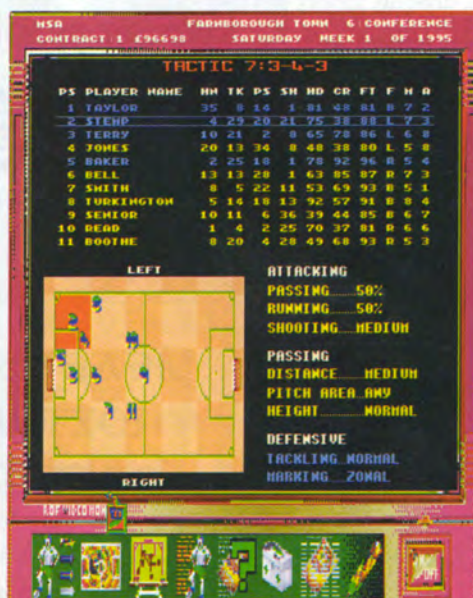 MSA FARNBOROUGH TOWN 6 CONFERENCE
CONTRACT 1 £96698 SATURDAY WEEK 1 OF 1995
TACTIC 7:3-4-3
PS PLAYER NAME HN TK PS SH HD CR FT F M A
1 TAYLOR 35 8 14 1 81 48 81 B 7 2
2 STEMP 4 29 20 21 75 38 88 L 7 3
3 TERRY 10 21 2 8 65 78 86 L 6 8
4 JONES 20 13 34 8 48 38 80 L 5 8
5 BAKER 2 25 18 1 78 92 96 R 5 4
6 BELL 13 13 28 1 63 85 87 R 7 3
7 SMITH 8 5 22 11 53 69 93 B 5 1
8 TURKINGTON 5 14 18 13 92 57 91 B 8 4
9 SENIOR 10 11 6 36 39 44 85 B 6 7
10 READ 1 4 2 25 70 37 81 R 6 6
11 BOOTHE 8 20 4 28 49 68 93 R 5 3
LEFT
RIGHT
ATTACKING
PASSING 50%
RUNNING 50%
SHOOTING MEDIUM
PASSING
DISTANCE MEDIUM
PITCH AREA ANY
HEIGHT NORMAL
DEFENSIVE
TACKLING NORMAL
MARKING ZONAL
OFF